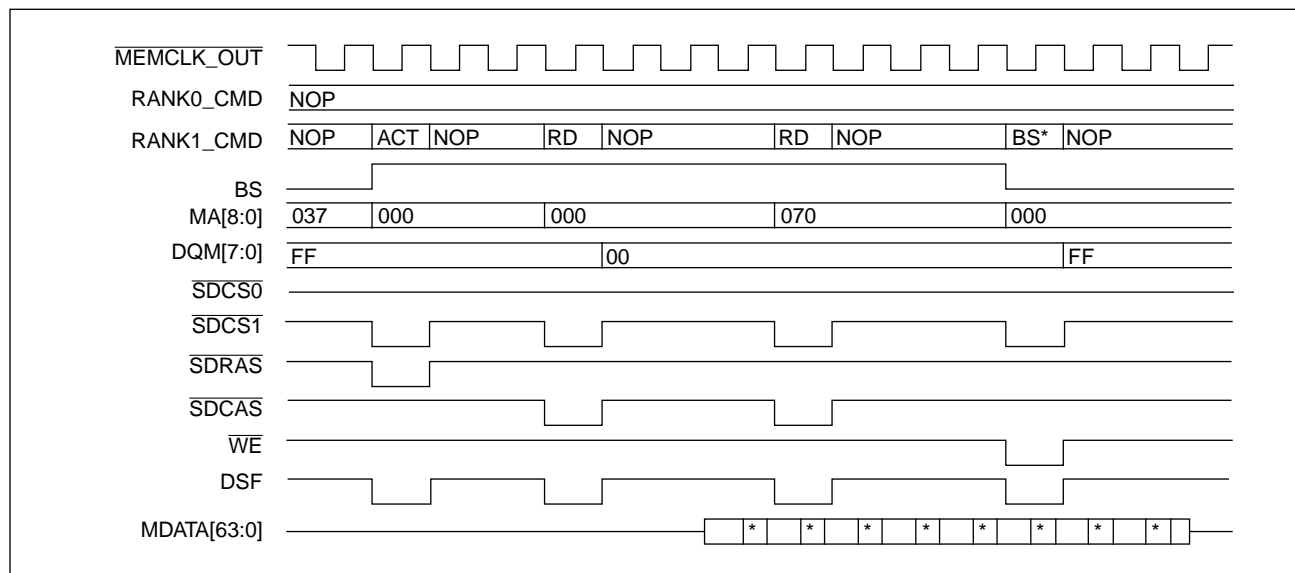 MEMCLK_OUT
RANK0_CMD NOP
RANK1_CMD NOP ACT NOP RD NOP RD NOP BS* NOP
BS
MA[8:0] 037 000 000 070 000
DQM[7:0] FF 00 FF
SDCS0
SDCS1
SDRAS
SDCAS
WE
DSF
MDATA[63:0] * * * * * * * *